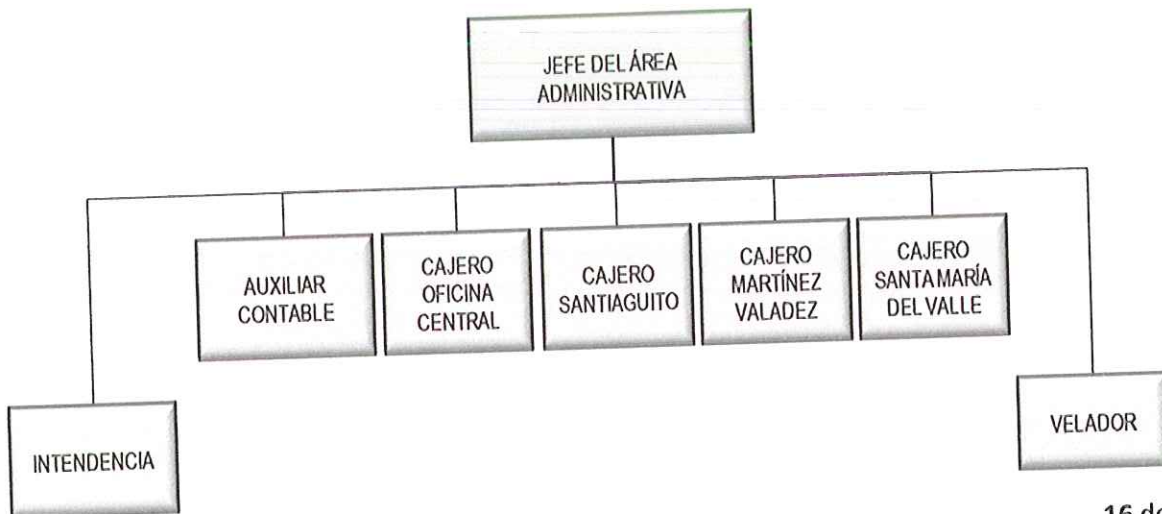 JEFE DEL ÁREA
ADMINISTRATIVA
AUXILIAR
CONTABLE
CAJERO
OFICINA
CENTRAL
CAJERO
SANTIAGUITO
CAJERO
MARTÍNEZ
VALADEZ
CAJERO
SANTA MARÍA
DEL VALLE
INTENDENCIA
VELADOR
16 de